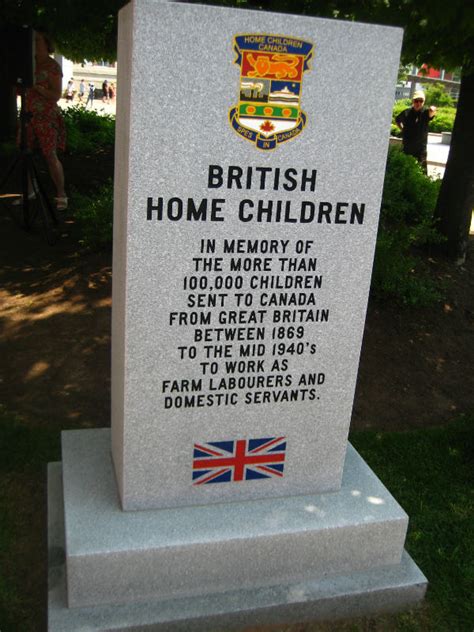 HOME CHILDREN
CANADA
SPES IN CANADA
BRITISH
HOME CHILDREN
IN MEMORY OF
THE MORE THAN
100,000 CHILDREN
SENT TO CANADA
FROM GREAT BRITAIN
BETWEEN 1869
TO THE MID 1940's
TO WORK AS
FARM LABOURERS AND
DOMESTIC SERVANTS.